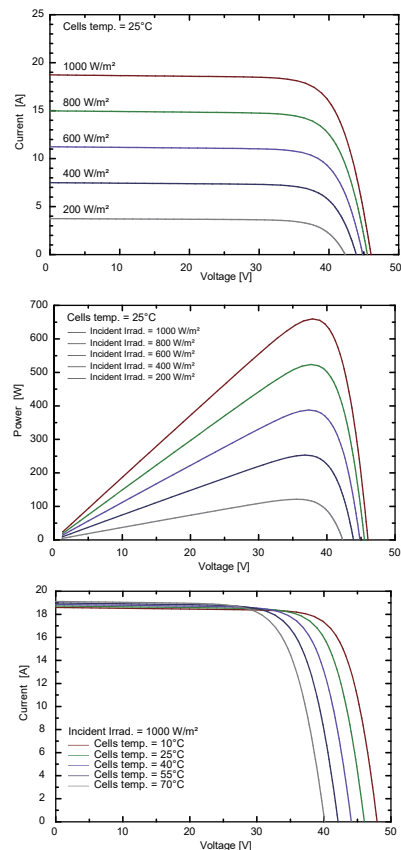 25
Cells temp. = 25°C
20
1000 W/m²
15
800 W/m²
600 W/m²
10
400 W/m²
5
200 W/m²
0
Current [A]
0 10 20 30 40 50
Voltage [V]
700
Cells temp. = 25°C
Incident Irrad. = 1000 W/m²
600
Incident Irrad. = 800 W/m²
Incident Irrad. = 600 W/m²
500
Incident Irrad. = 400 W/m²
Incident Irrad. = 200 W/m²
400
300
200
100
0
Power [W]
0 10 20 30 40 50
Voltage [V]
20
18
16
14
12
10
8
Incident Irrad. = 1000 W/m²
6
Cells temp. = 10°C
Cells temp. = 25°C
4
Cells temp. = 40°C
Cells temp. = 55°C
2
Cells temp. = 70°C
0
Current [A]
0 10 20 30 40 50
Voltage [V]